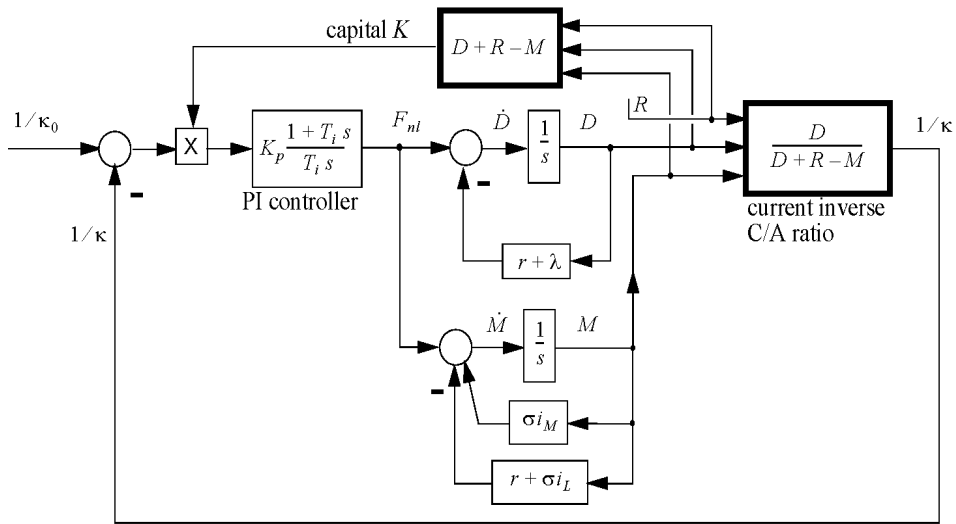 capital K
D + R – M
R
1/κ₀
X
K_p (1 + T_i s)/(T_i s)
PI controller
F_nl
Ḋ
1/s
D
D/(D + R – M)
current inverse
C/A ratio
1/κ
-
-
1/κ
r + λ
Ṁ
1/s
M
-
σi_M
r + σi_L